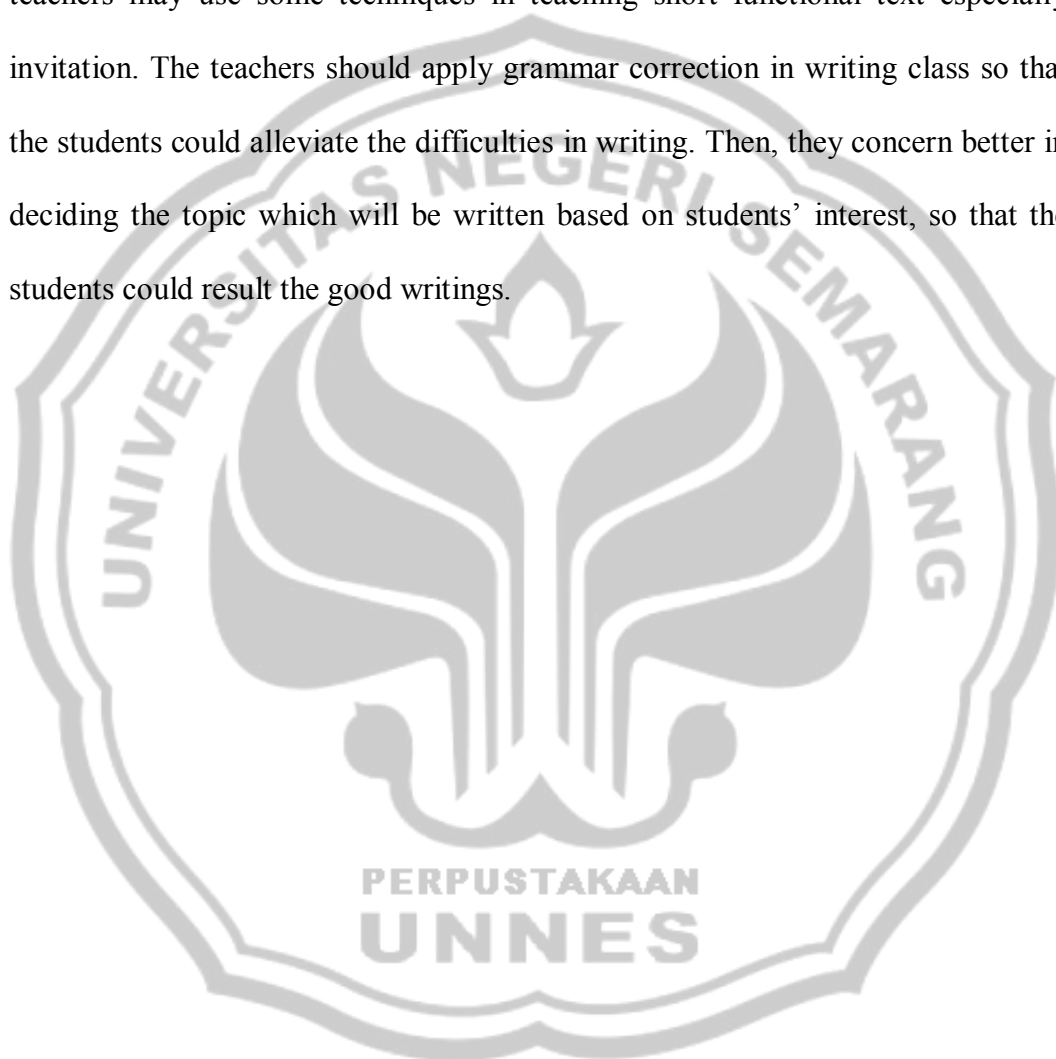 teachers may use some techniques in teaching short functional text especially
invitation. The teachers should apply grammar correction in writing class so tha
the students could alleviate the difficulties in writing. Then, they concern better i
deciding the topic which will be written based on students’ interest, so that th
students could result the good writings.
UNIVERSITAS NEGERI SEMARANG
PERPUSTAKAAN
UNNES